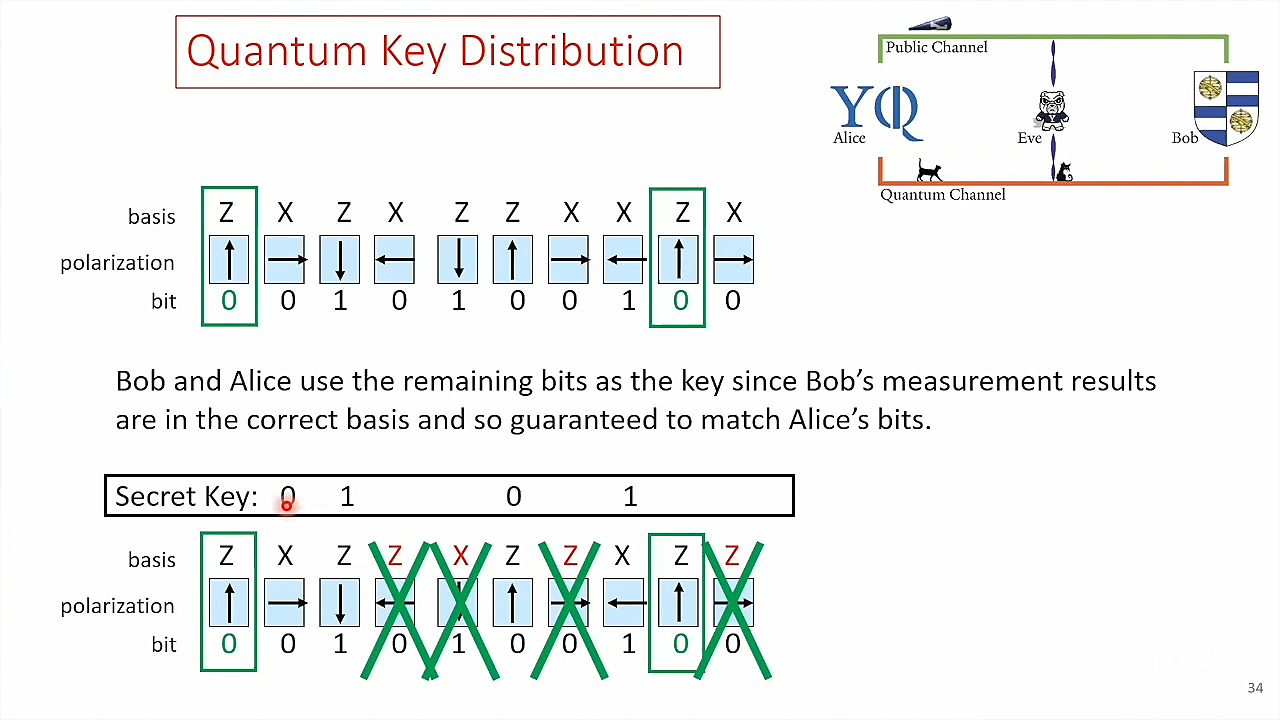 Quantum Key Distribution
Public Channel
YQ
Alice
Eve
Bob
Quantum Channel
basis Z X Z X Z Z X X Z X
polarization
bit 0 0 1 0 1 0 0 1 0 0
Bob and Alice use the remaining bits as the key since Bob’s measurement results
are in the correct basis and so guaranteed to match Alice’s bits.
Secret Key: 0 1 0 1
basis Z X Z Z X Z Z X Z Z
polarization
bit 0 0 1 0 1 0 0 1 0 0
34